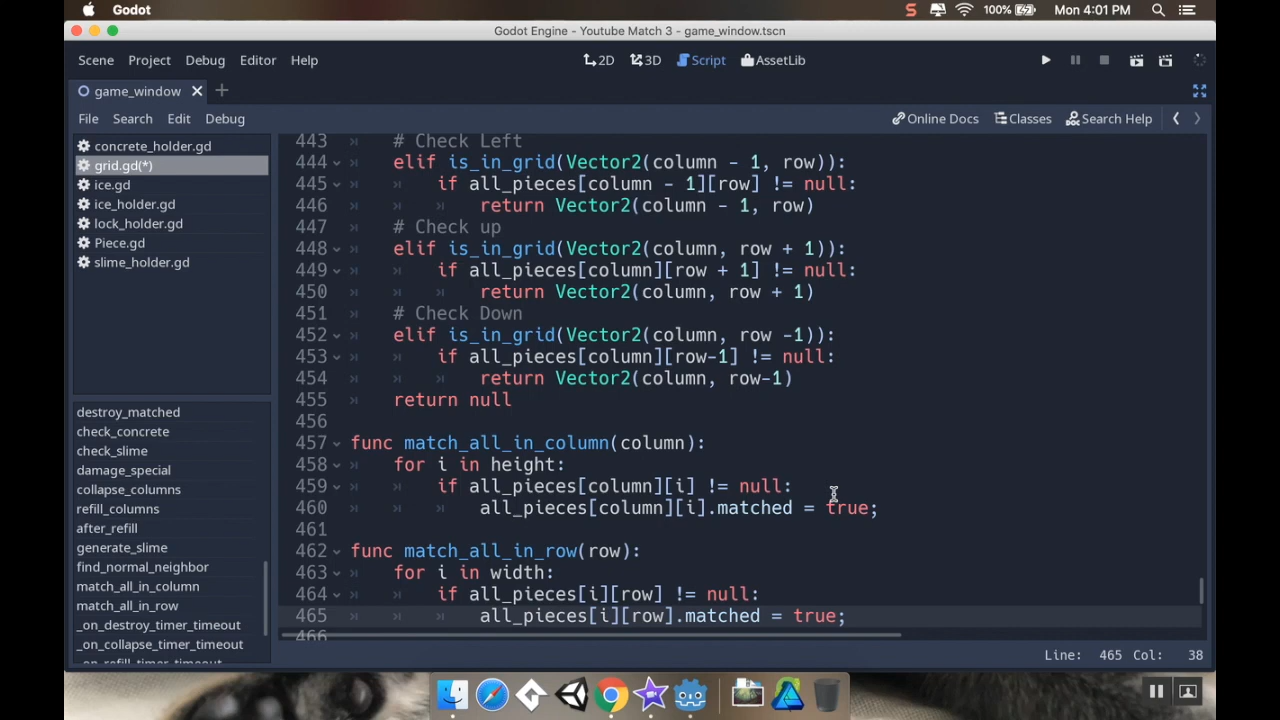 Godot
100%
Mon 4:01 PM
Godot Engine - Youtube Match 3 - game_window.tscn
Scene Project Debug Editor Help
2D 3D Script AssetLib
game_window
File Search Edit Debug
Online Docs Classes Search Help
concrete_holder.gd
grid.gd(*)
ice.gd
ice_holder.gd
lock_holder.gd
Piece.gd
slime_holder.gd
destroy_matched
check_concrete
check_slime
damage_special
collapse_columns
refill_columns
after_refill
generate_slime
find_normal_neighbor
match_all_in_column
match_all_in_row
_on_destroy_timer_timeout
_on_collapse_timer_timeout
_on_refill_timer_timeout
443 # Check Left
444 elif is_in_grid(Vector2(column - 1, row)):
445 if all_pieces[column - 1][row] != null:
446 return Vector2(column - 1, row)
447 # Check up
448 elif is_in_grid(Vector2(column, row + 1)):
449 if all_pieces[column][row + 1] != null:
450 return Vector2(column, row + 1)
451 # Check Down
452 elif is_in_grid(Vector2(column, row -1)):
453 if all_pieces[column][row-1] != null:
454 return Vector2(column, row-1)
455 return null
456
457 func match_all_in_column(column):
458 for i in height:
459 if all_pieces[column][i] != null:
460 all_pieces[column][i].matched = true;
461
462 func match_all_in_row(row):
463 for i in width:
464 if all_pieces[i][row] != null:
465 all_pieces[i][row].matched = true;
466
Line: 465 Col: 38